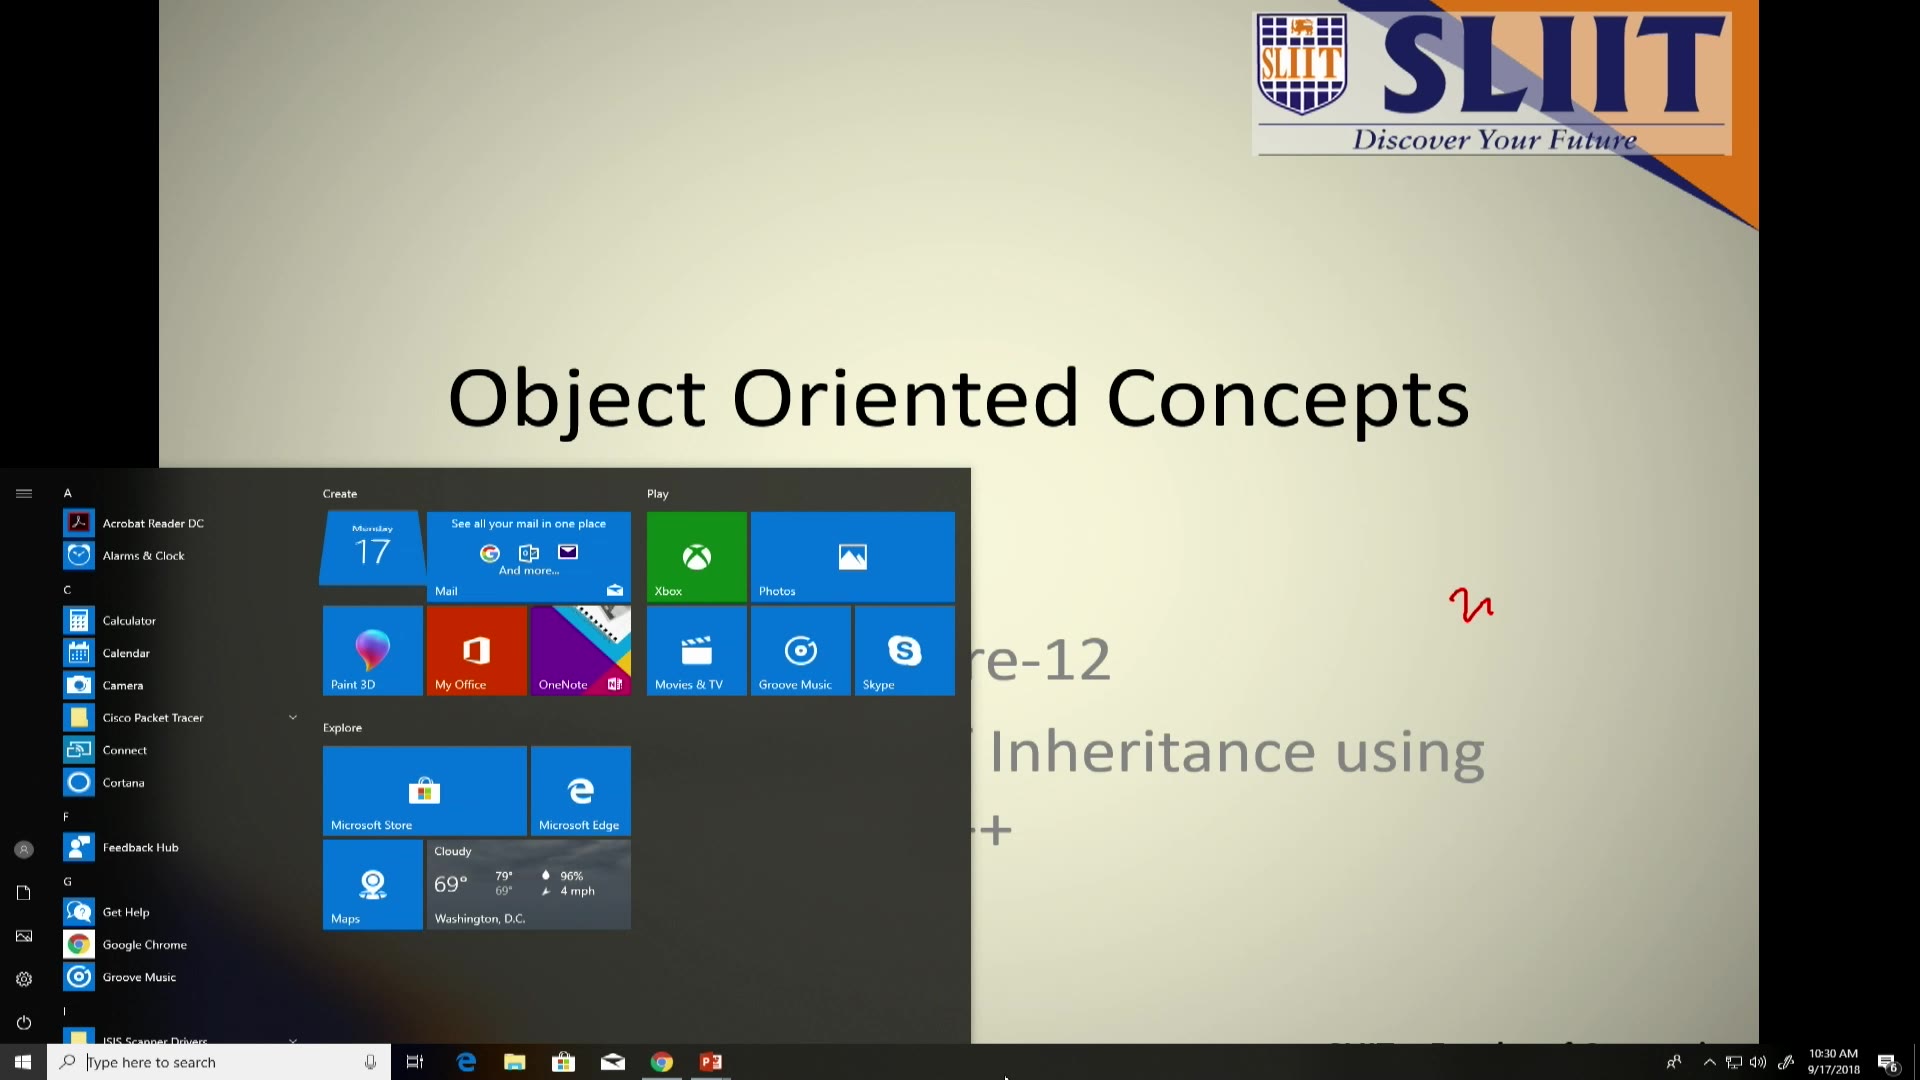 SLIIT
SLIIT
Discover Your Future
Object Oriented Concepts
re-12
Inheritance using
++
A
Acrobat Reader DC
Alarms & Clock
C
Calculator
Calendar
Camera
Cisco Packet Tracer
Connect
Cortana
F
Feedback Hub
G
Get Help
Google Chrome
Groove Music
I
ISIS Scanner Drivers
Create
Monday
17
See all your mail in one place
And more...
Mail
Paint 3D
My Office
OneNote
Play
Xbox
Photos
Movies & TV
Groove Music
Skype
Explore
Microsoft Store
Microsoft Edge
Maps
Cloudy
69° 79° 96%
69° 4 mph
Washington, D.C.
Type here to search
10:30 AM
9/17/2018
6